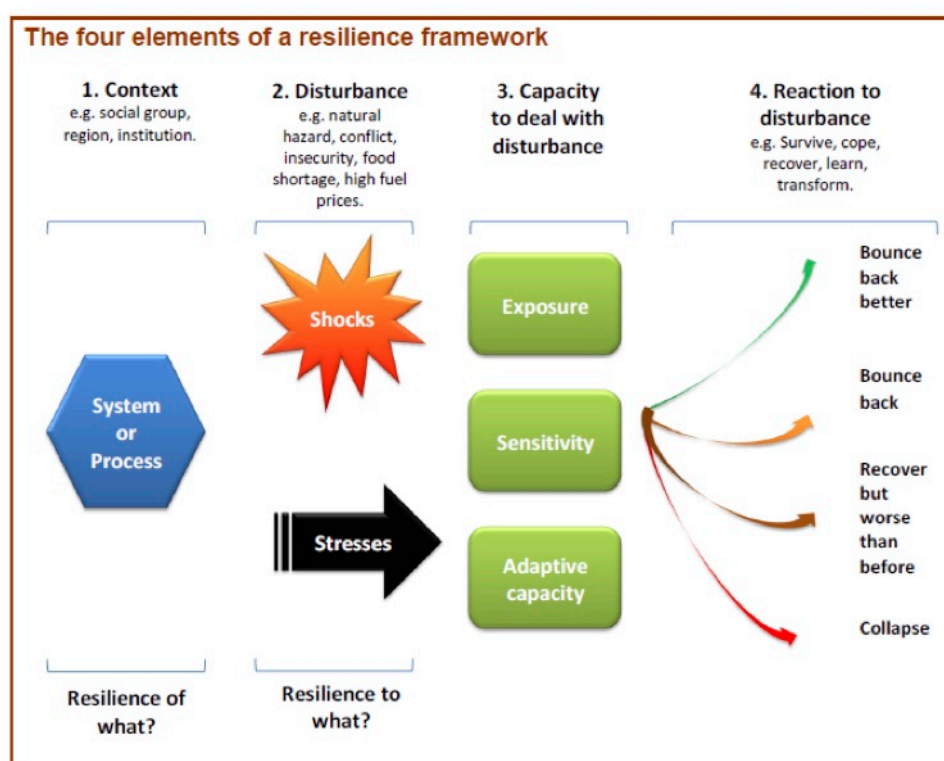 The four elements of a resilience framework
1. Context
e.g. social group,
region, institution.
2. Disturbance
e.g. natural
hazard, conflict,
insecurity, food
shortage, high fuel
prices.
3. Capacity
to deal with
disturbance
4. Reaction to
disturbance
e.g. Survive, cope,
recover, learn,
transform.
System
or
Process
Shocks
Stresses
Exposure
Sensitivity
Adaptive
capacity
Bounce
back
better
Bounce
back
Recover
but
worse
than
before
Collapse
Resilience of
what?
Resilience to
what?